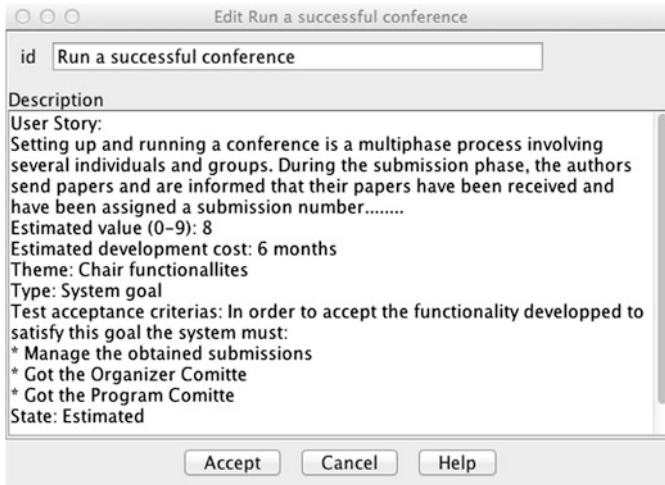 Edit Run a successful conference
id Run a successful conference
Description
User Story:
Setting up and running a conference is a multiphase process involving
several individuals and groups. During the submission phase, the authors
send papers and are informed that their papers have been received and
have been assigned a submission number........
Estimated value (0-9): 8
Estimated development cost: 6 months
Theme: Chair functionallites
Type: System goal
Test acceptance criterias: In order to accept the functionality developped to
satisfy this goal the system must:
* Manage the obtained submissions
* Got the Organizer Comitte
* Got the Program Comitte
State: Estimated
Accept Cancel Help